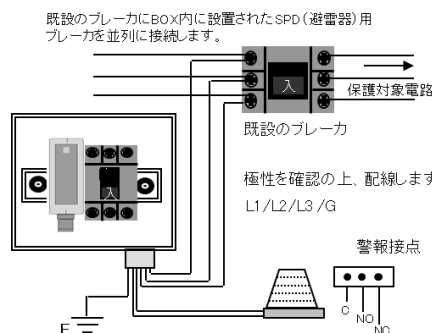 既設のブレーカにBOX内に設置されたSPD(避雷器)用
ブレーカを並列に接続します。
入
保護対象電路
既設のブレーカ
入
極性を確認の上、配線します
L1/L2/L3/G
警報接点
C
NO
NC
E